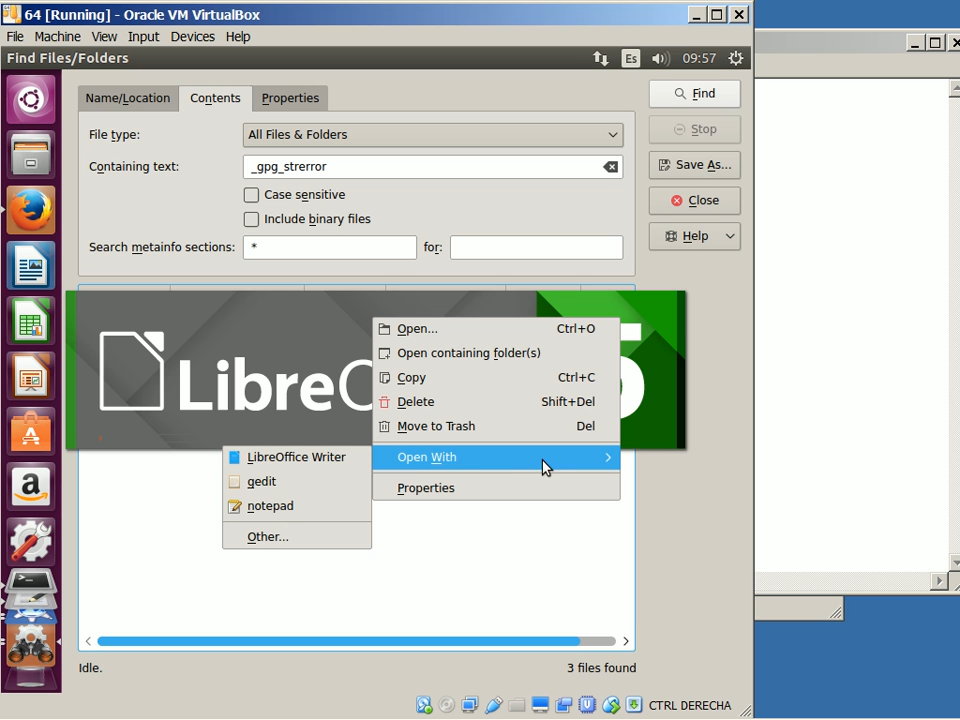 64 [Running] - Oracle VM VirtualBox
File Machine View Input Devices Help
Find Files/Folders Es 09:57
Name/Location Contents Properties
Find
File type: All Files & Folders
Stop
Containing text: _gpg_strerror
Save As...
Case sensitive
Close
Include binary files
Help
Search metainfo sections: * for:
LibreO 5
Open... Ctrl+O
Open containing folder(s)
Copy Ctrl+C
Delete Shift+Del
Move to Trash Del
Open With
Properties
LibreOffice Writer
gedit
notepad
Other...
Idle. 3 files found
CTRL DERECHA